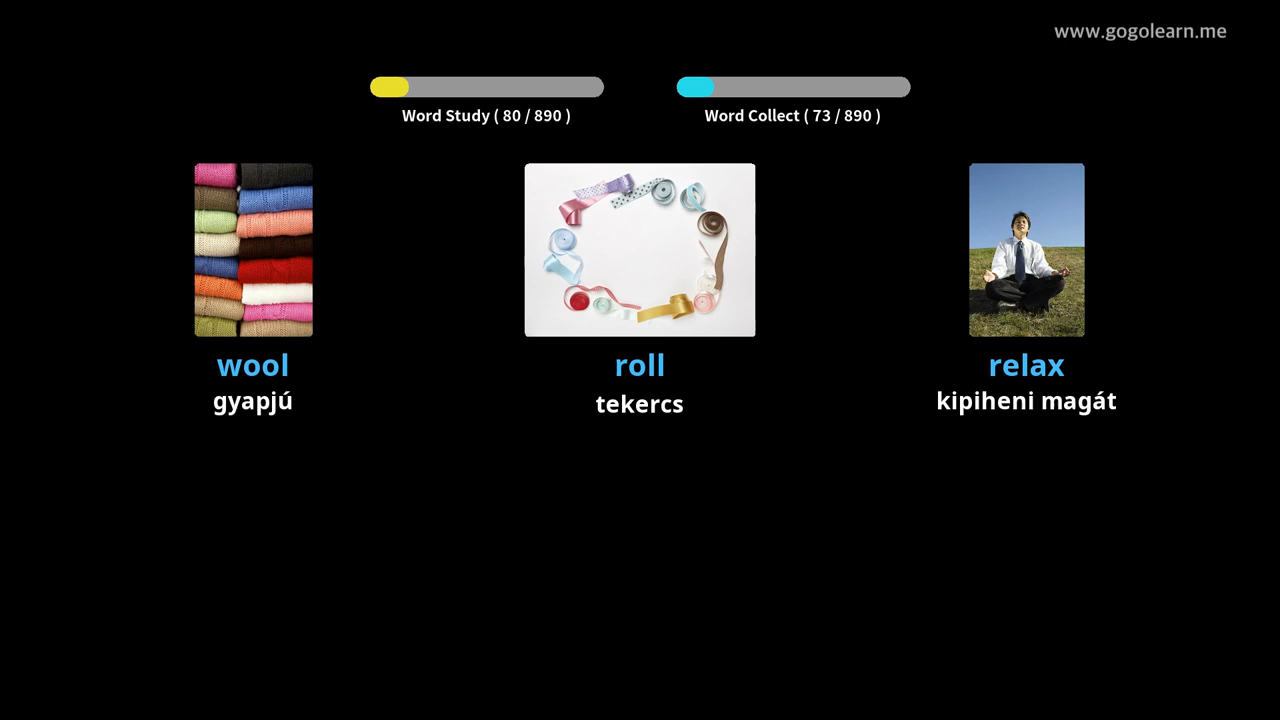 www.gogolearn.me
Word Study ( 80 / 890 )
Word Collect ( 73 / 890 )
wool
gyapjú
roll
tekercs
relax
kipiheni magát